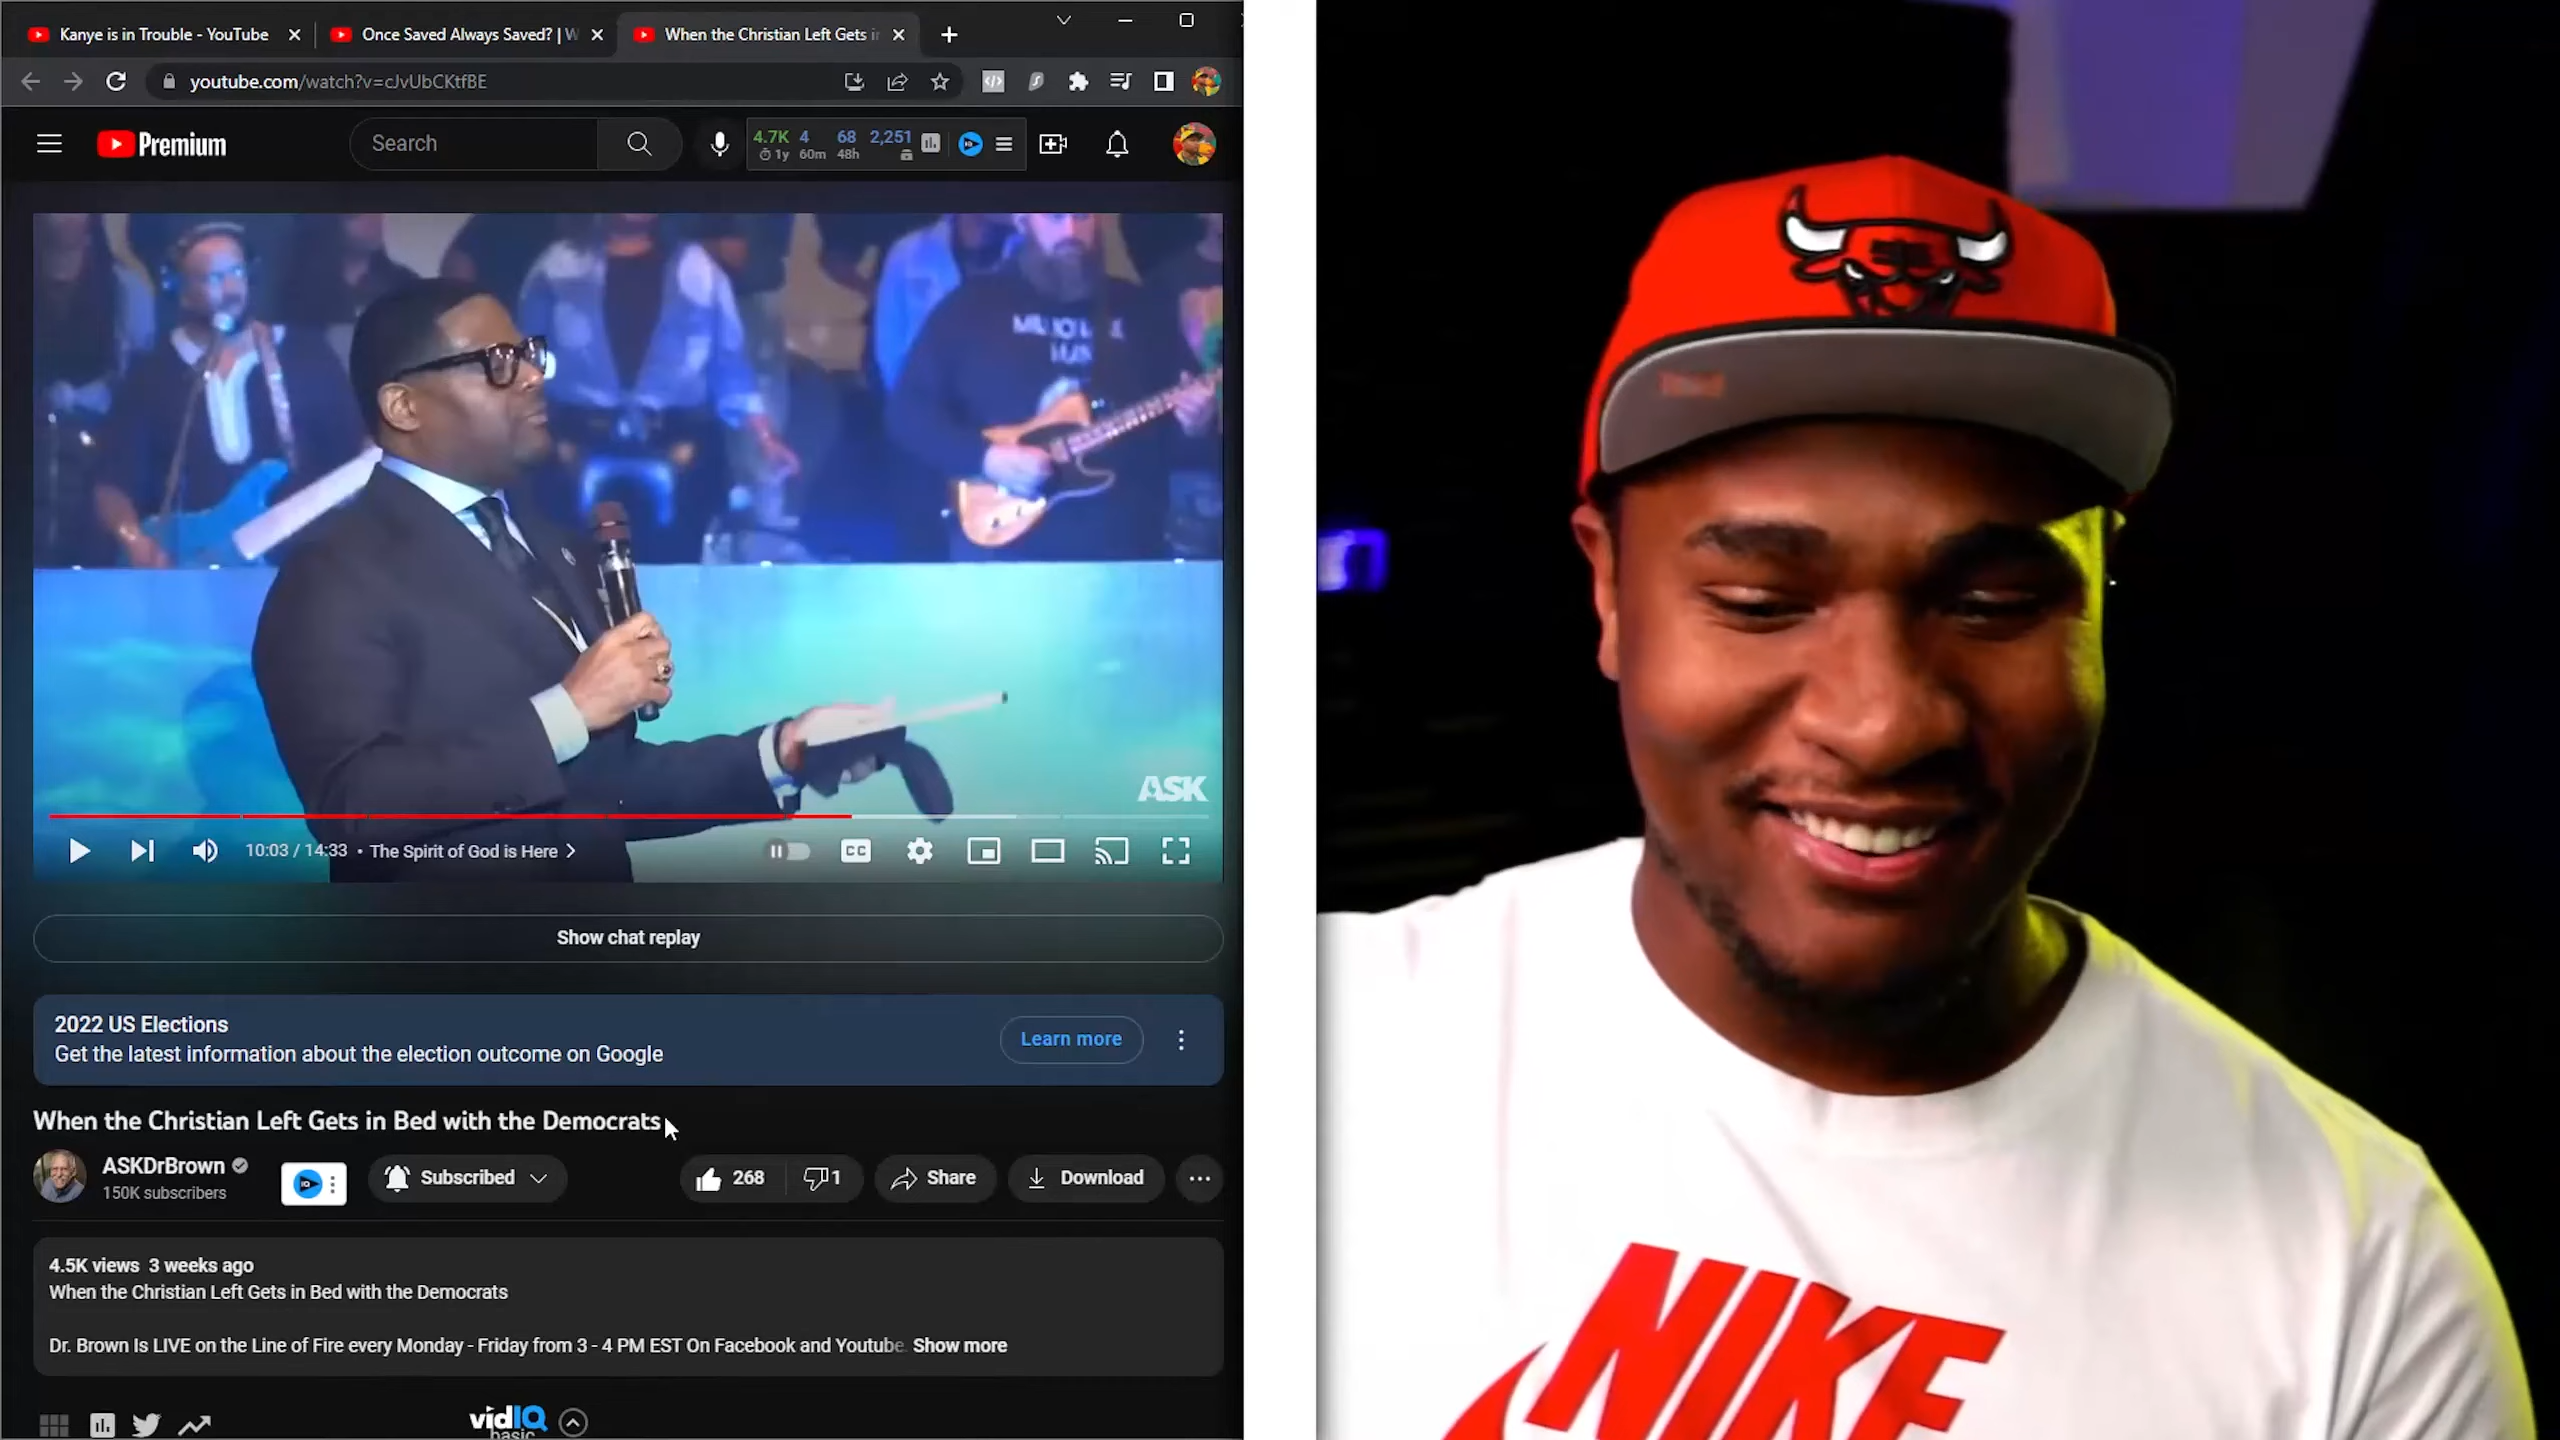 Kanye is in Trouble - YouTube
Once Saved Always Saved? | W
When the Christian Left Gets in
youtube.com/watch?v=cJvUbCKtfBE
Premium
Search
4.7K 4 68 2,251
1y 60m 48h
ASK
10:03 / 14:33 • The Spirit of God is Here
CC
Show chat replay
2022 US Elections
Get the latest information about the election outcome on Google
Learn more
When the Christian Left Gets in Bed with the Democrats
ASKDrBrown
150K subscribers
Subscribed
268
1
Share
Download
4.5K views 3 weeks ago
When the Christian Left Gets in Bed with the Democrats
Dr. Brown Is LIVE on the Line of Fire every Monday - Friday from 3 - 4 PM EST On Facebook and Youtube. Show more
vidIQ
basic
NIKE